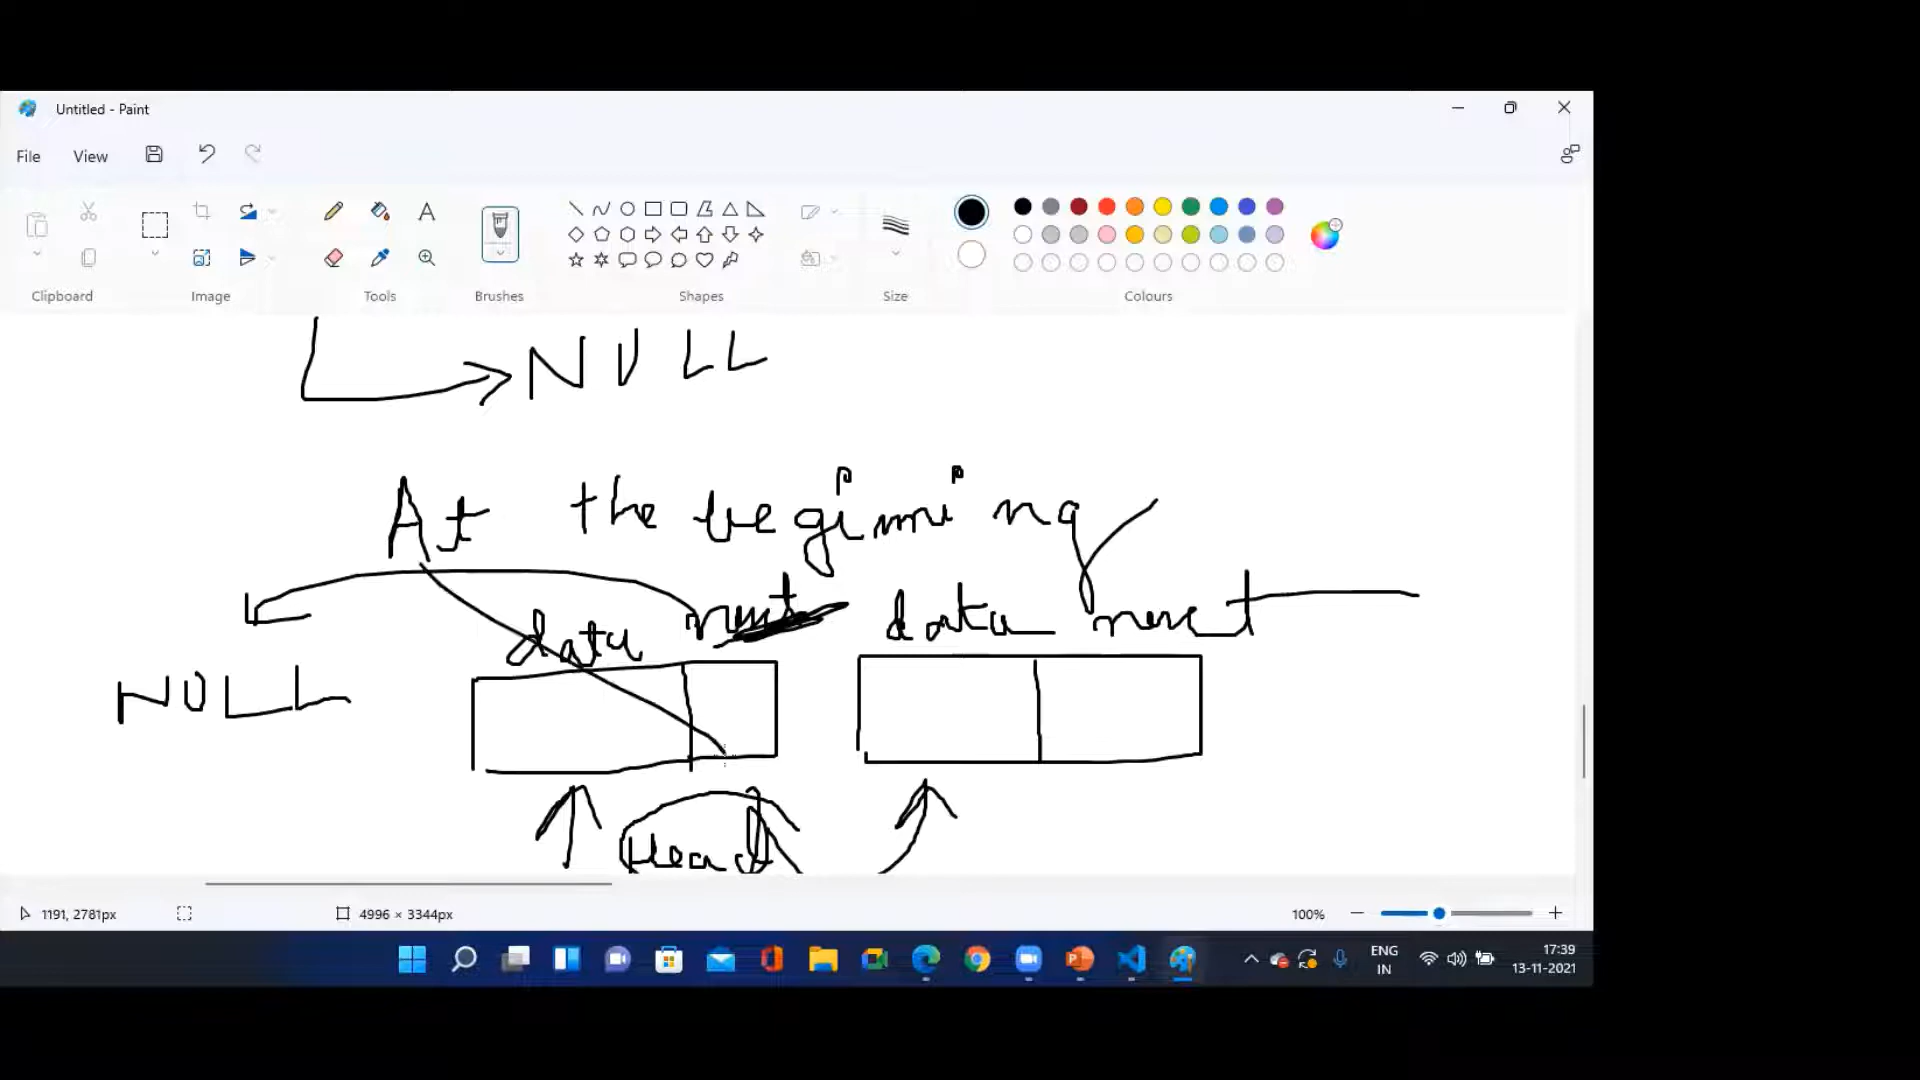 Untitled - Paint
File View
Clipboard Image Tools Brushes Shapes Size Colours
NULL
At the beginning
data next data next
NULL
Head
1191, 2781px 4996 × 3344px 100%
ENG 17:39
IN 13-11-2021